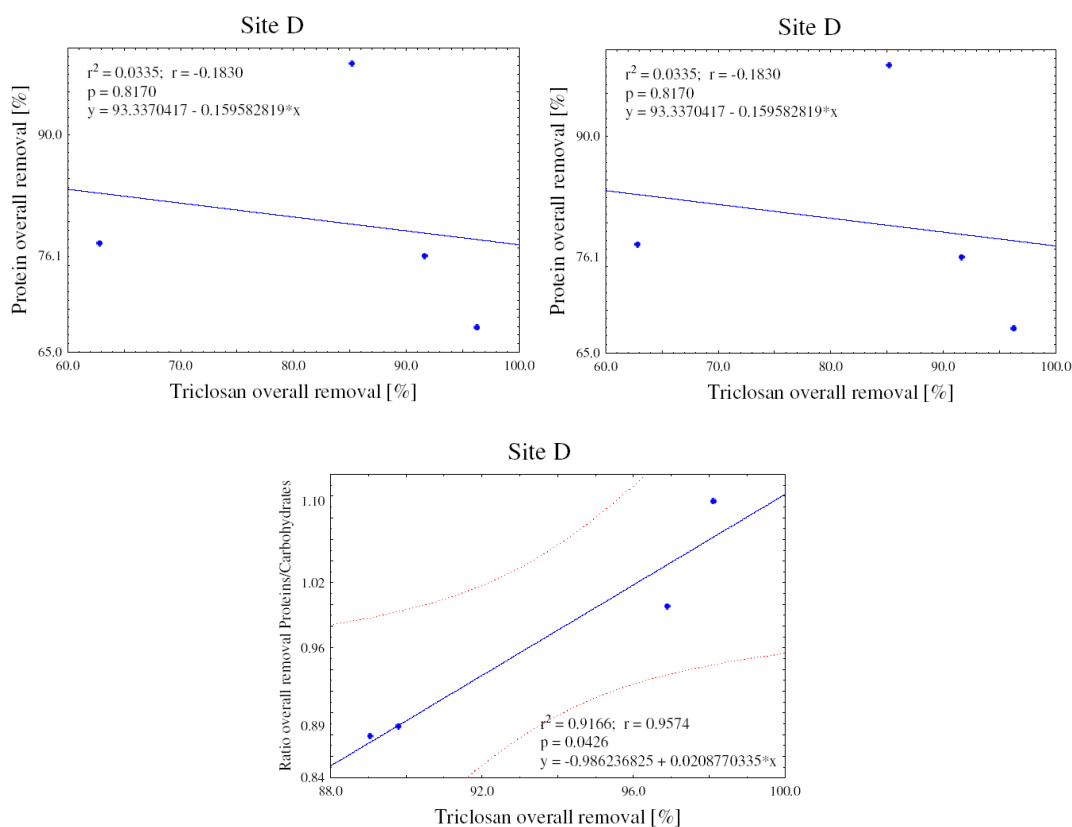 Site D
r² = 0.0335; r = -0.1830
p = 0.8170
y = 93.3370417 - 0.159582819*x
Protein overall removal [%]
90.0
76.1
65.0
60.0 70.0 80.0 90.0 100.0
Triclosan overall removal [%]
Site D
r² = 0.0335; r = -0.1830
p = 0.8170
y = 93.3370417 - 0.159582819*x
Protein overall removal [%]
90.0
76.1
65.0
60.0 70.0 80.0 90.0 100.0
Triclosan overall removal [%]
Site D
Ratio overall removal Proteins/Carbohydrates
1.10
1.02
0.96
0.89
0.84
r² = 0.9166; r = 0.9574
p = 0.0426
y = -0.986236825 + 0.0208770335*x
88.0 92.0 96.0 100.0
Triclosan overall removal [%]